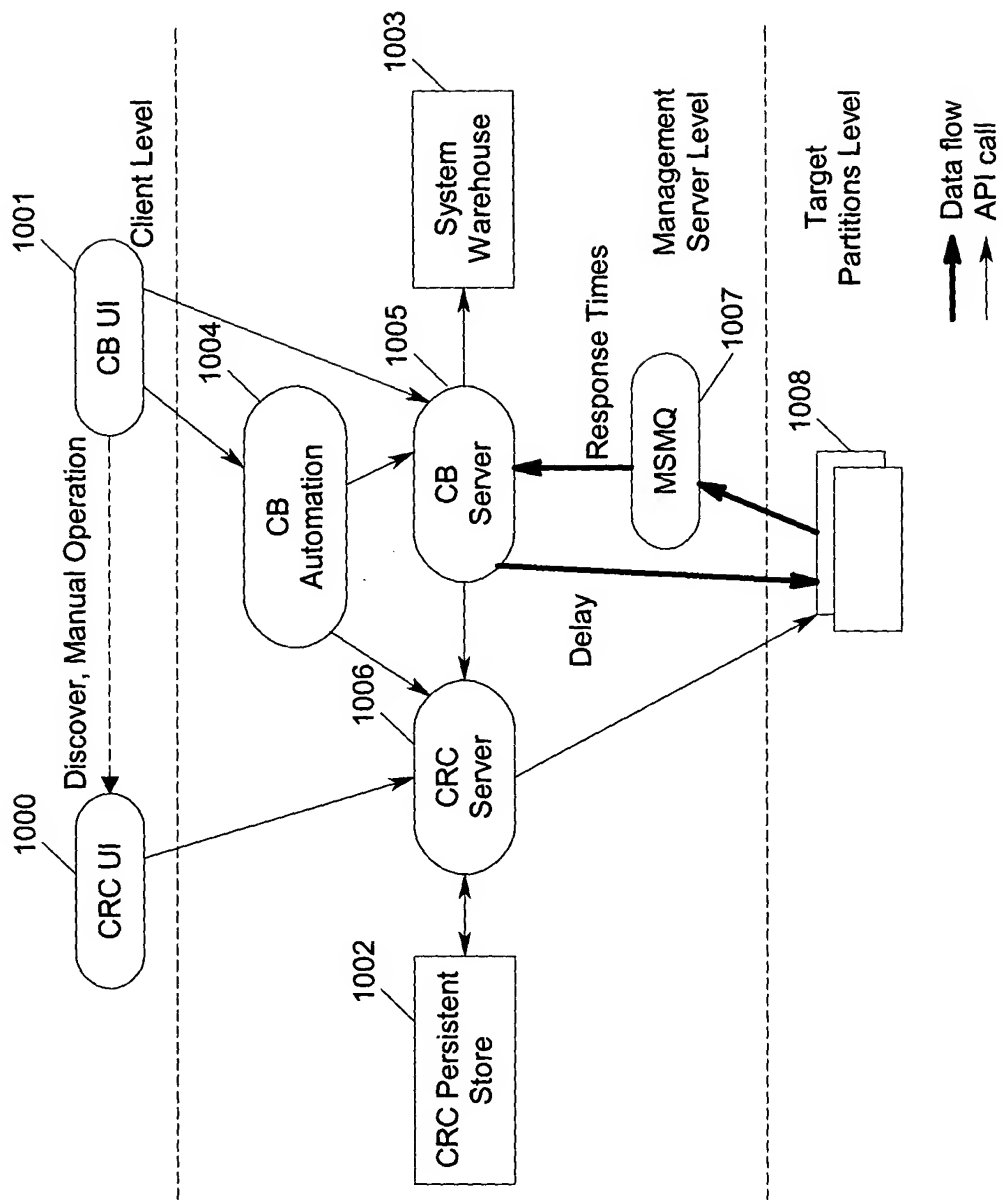 1000
CRC UI
Discover, Manual Operation
1001
CB UI
Client Level
1004
CB
Automation
1002
CRC Persistent
Store
1006
CRC
Server
1005
CB
Server
1003
System
Warehouse
Delay
Response Times
MSMQ
1007
Management
Server Level
1008
Target
Partitions Level
Data flow
API call